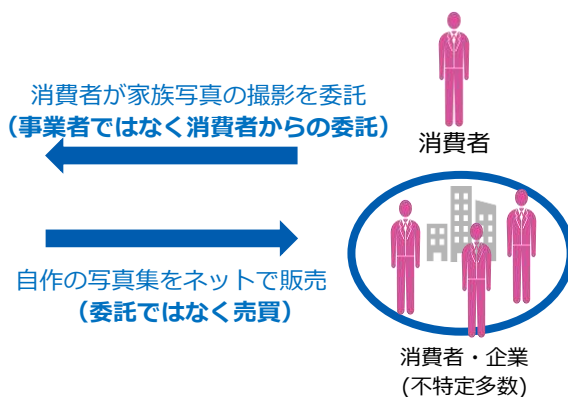 消費者が家族写真の撮影を委託
（事業者ではなく消費者からの委託）
消費者
自作の写真集をネットで販売
（委託ではなく売買）
消費者・企業
(不特定多数)